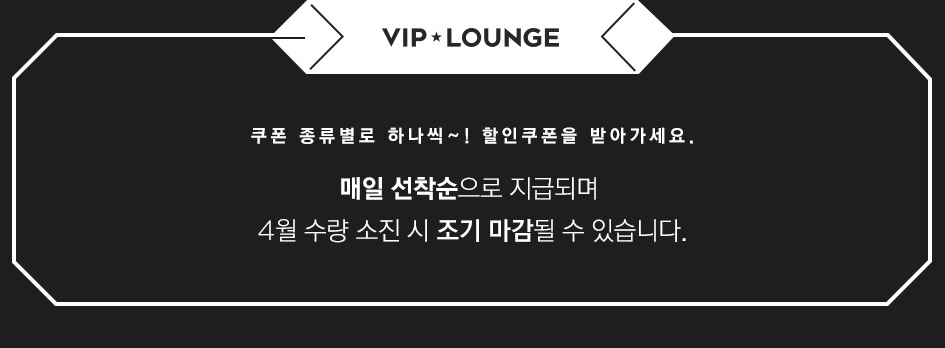 VIP★LOUNGE
쿠폰 종류별로 하나씩~! 할인쿠폰을 받아가세요.
매일 선착순으로 지급되며
4월 수량 소진 시 조기 마감될 수 있습니다.